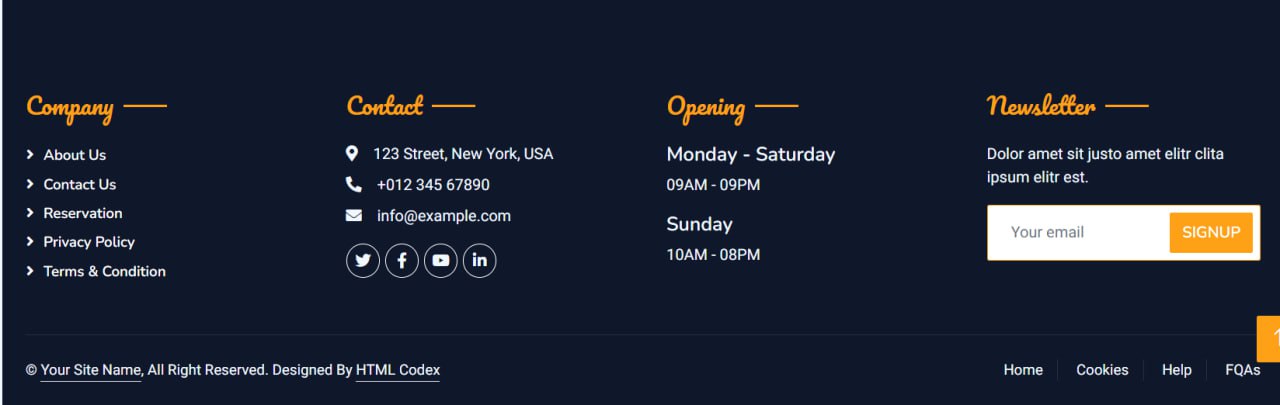 Company
About Us
Contact Us
Reservation
Privacy Policy
Terms & Condition
Contact
123 Street, New York, USA
+012 345 67890
info@example.com
Opening
Monday - Saturday
09AM - 09PM
Sunday
10AM - 08PM
Newsletter
Dolor amet sit justo amet elitr clita
ipsum elitr est.
Your email SIGNUP
© Your Site Name, All Right Reserved. Designed By HTML Codex
Home Cookies Help FQAs